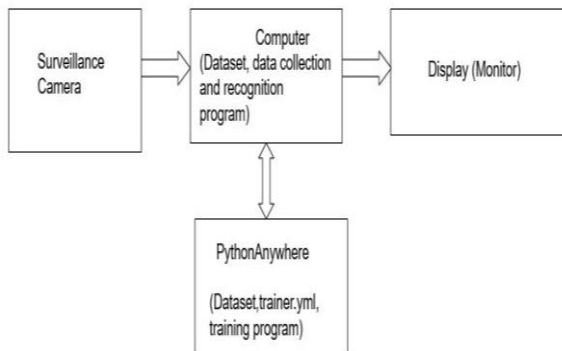 Surveillance
Camera
Computer
(Dataset, data collection
and recognition
program)
Display (Monitor)
PythonAnywhere
(Dataset,trainer.yml,
training program)